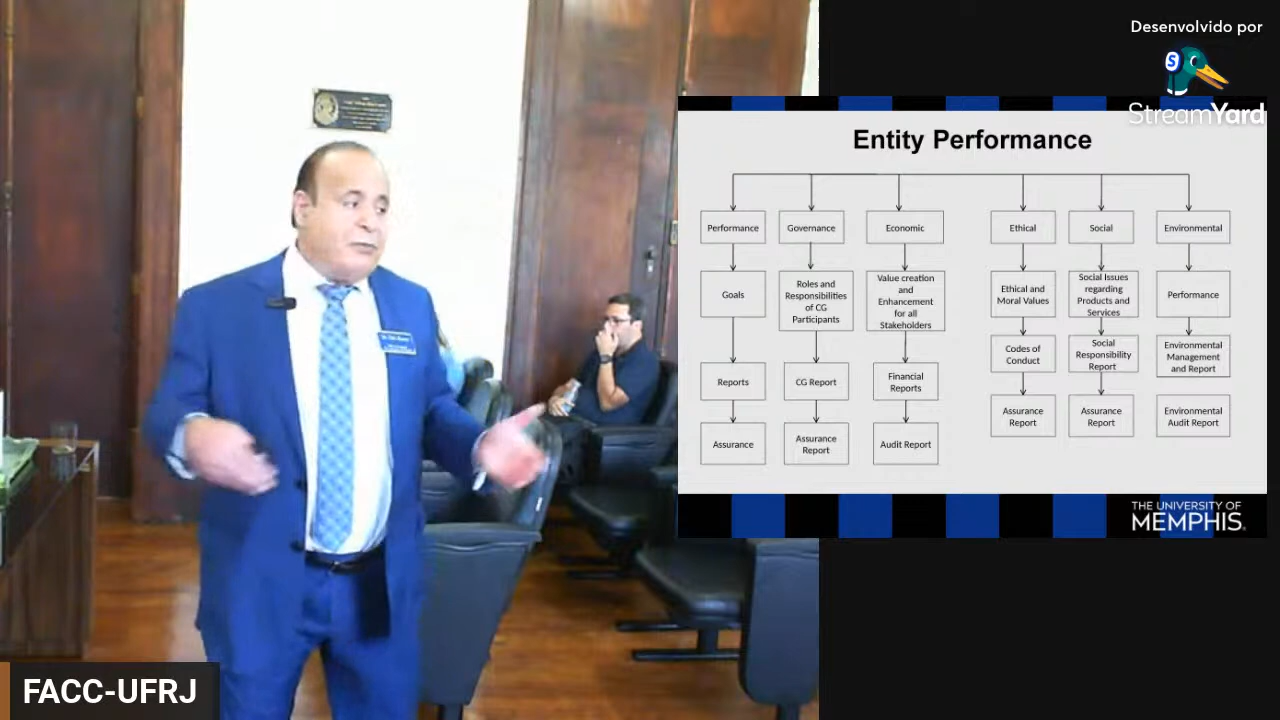 Desenvolvido por
StreamYard
Entity Performance
Performance
Governance
Economic
Ethical
Social
Environmental
Goals
Roles and
Responsibilities
of CG
Participants
Value creation
and
Enhancement
for all
Stakeholders
Ethical and
Moral Values
Social Issues
regarding
Products and
Services
Performance
Reports
CG Report
Financial
Reports
Codes of
Conduct
Social
Responsibility
Report
Environmental
Management
and Report
Assurance
Assurance
Report
Audit Report
Assurance
Report
Assurance
Report
Environmental
Audit Report
THE UNIVERSITY OF
MEMPHIS.
FACC-UFRJ